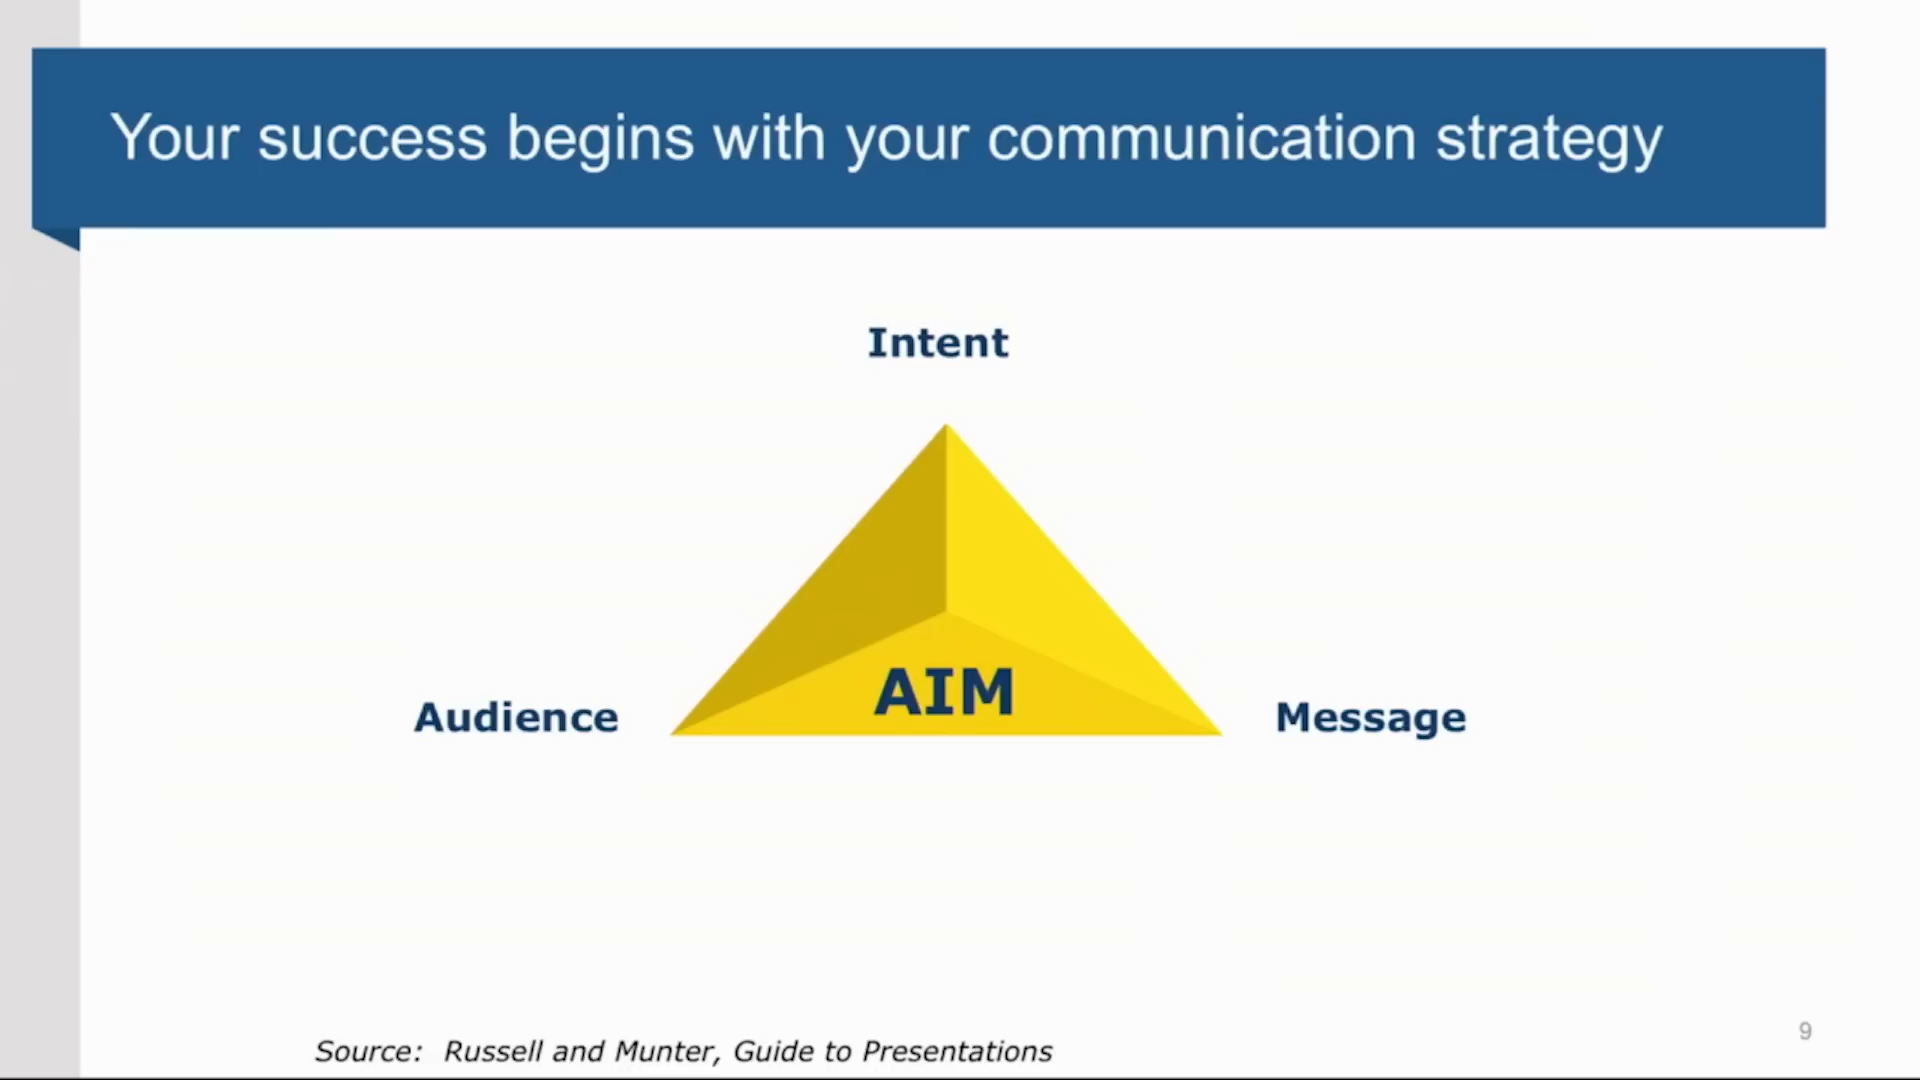 Your success begins with your communication strategy
Intent
AIM
Audience
Message
Source: Russell and Munter, Guide to Presentations
9